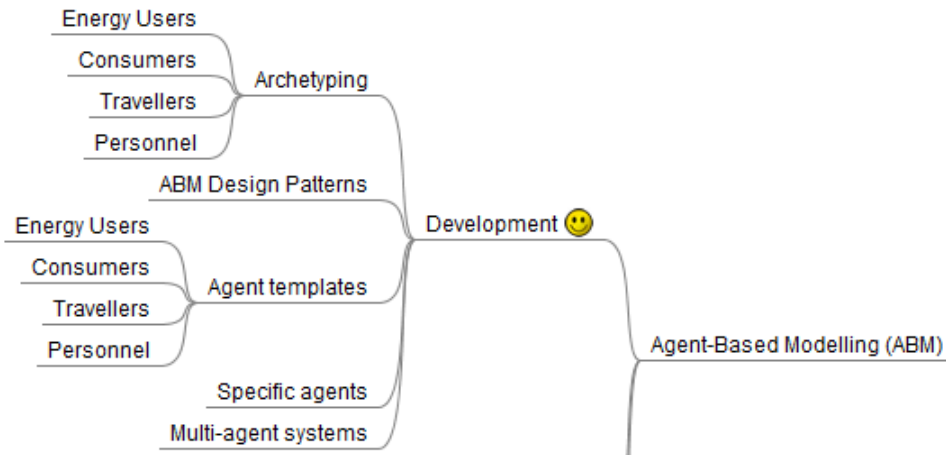 Energy Users
Consumers
Archetyping
Travellers
Personnel
ABM Design Patterns
Energy Users
Development
Consumers
Agent templates
Travellers
Personnel
Agent-Based Modelling (ABM)
Specific agents
Multi-agent systems